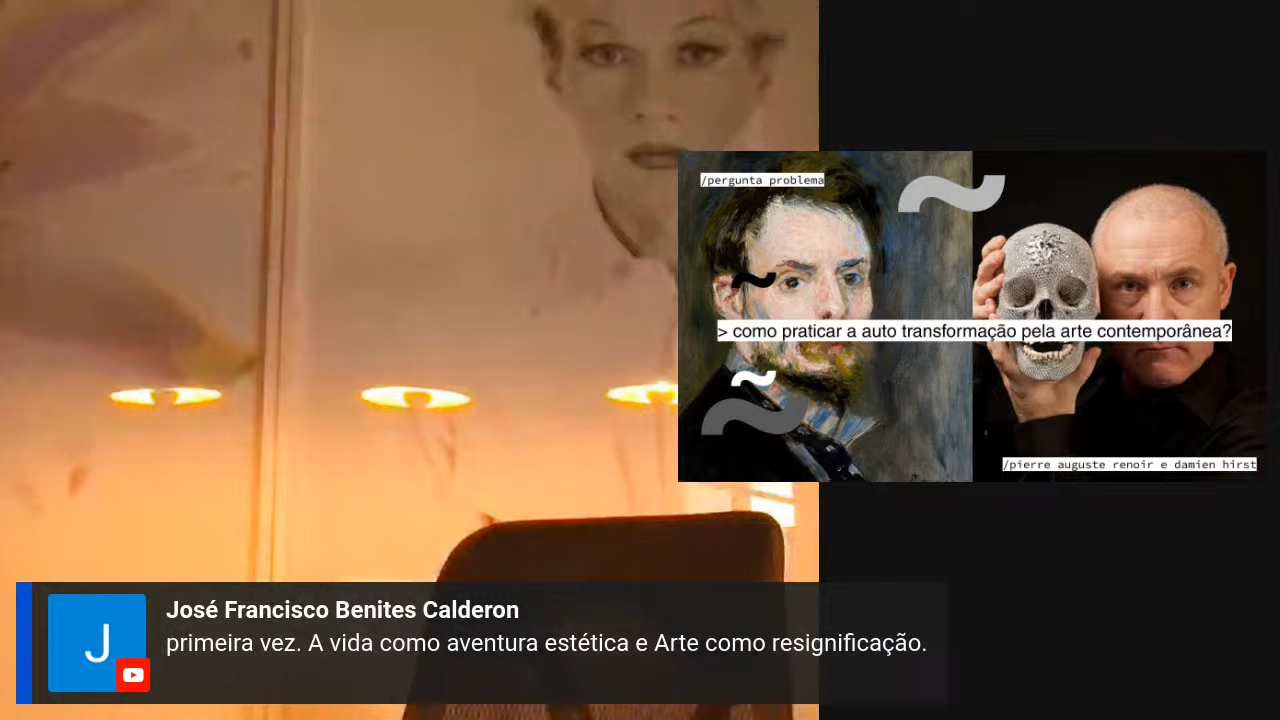 /pergunta problema
> como praticar a auto transformação pela arte contemporânea?
/pierre auguste renoir e damien hirst
J
José Francisco Benites Calderon
primeira vez. A vida como aventura estética e Arte como resignificação.